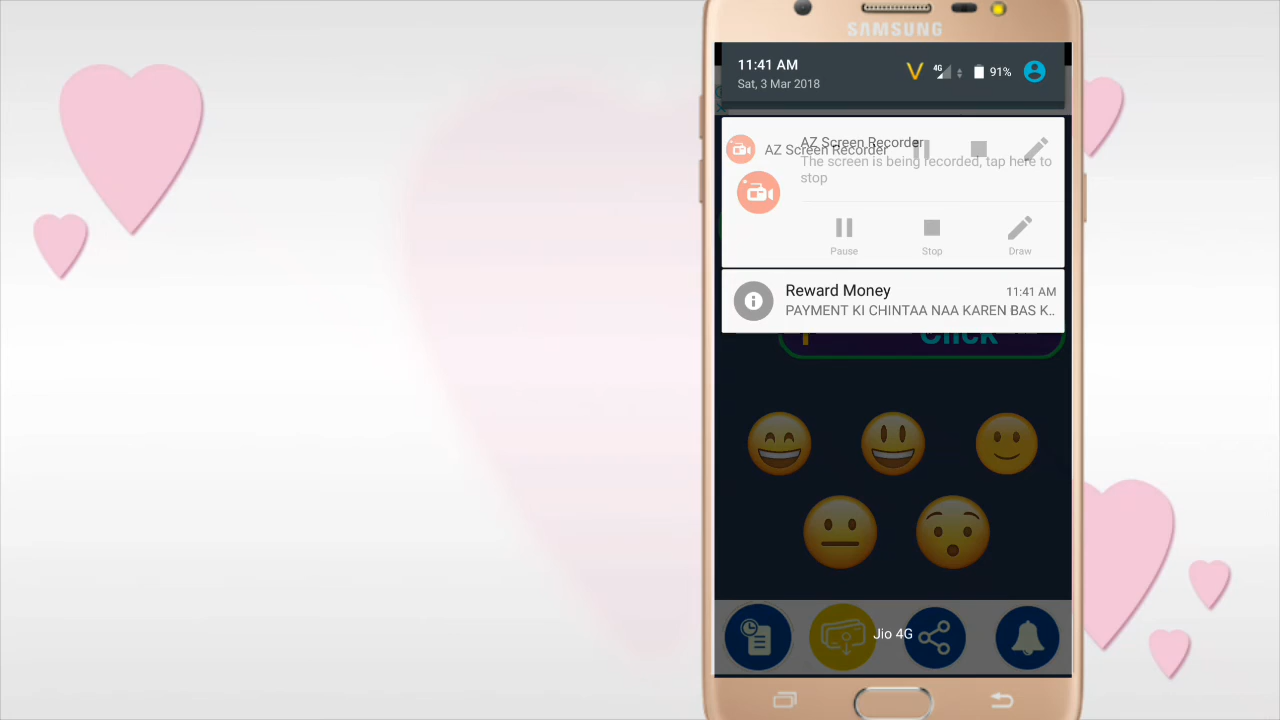 SAMSUNG
11:41 AM
Sat, 3 Mar 2018
4G
91%
AZ Screen Recorder
AZ Screen Recorder
The screen is being recorded, tap here to
stop
Pause
Stop
Draw
Reward Money
11:41 AM
PAYMENT KI CHINTAA NAA KAREN BAS K..
Click
Jio 4G